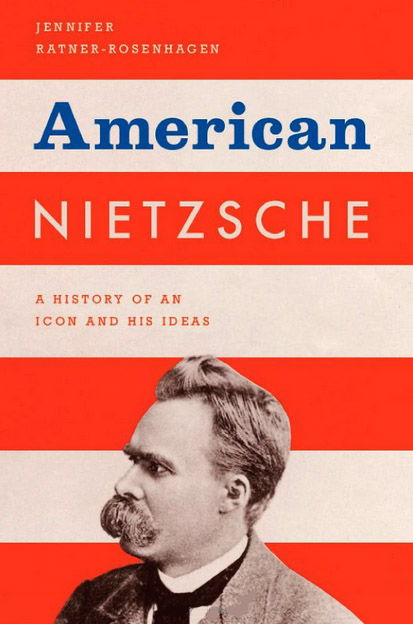 JENNIFER
RATNER-ROSENHAGEN
American
NIETZSCHE
A HISTORY OF AN
ICON AND HIS IDEAS